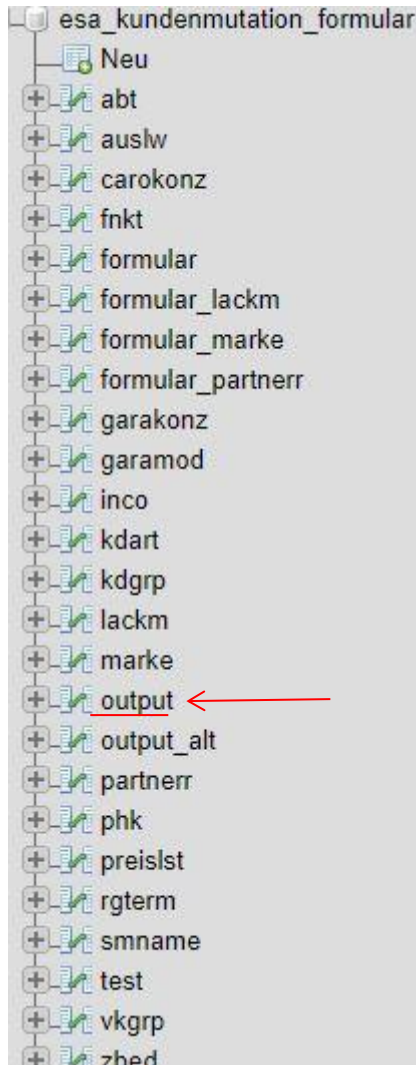 esa_kundenmutation_formular
Neu
abt
auslw
carokonz
fnkt
formular
formular_lackm
formular_marke
formular_partnerr
garakonz
garamod
inco
kdart
kdgrp
lackm
marke
output
output_alt
partnerr
phk
preislst
rgterm
smname
test
vkgrp
zbed